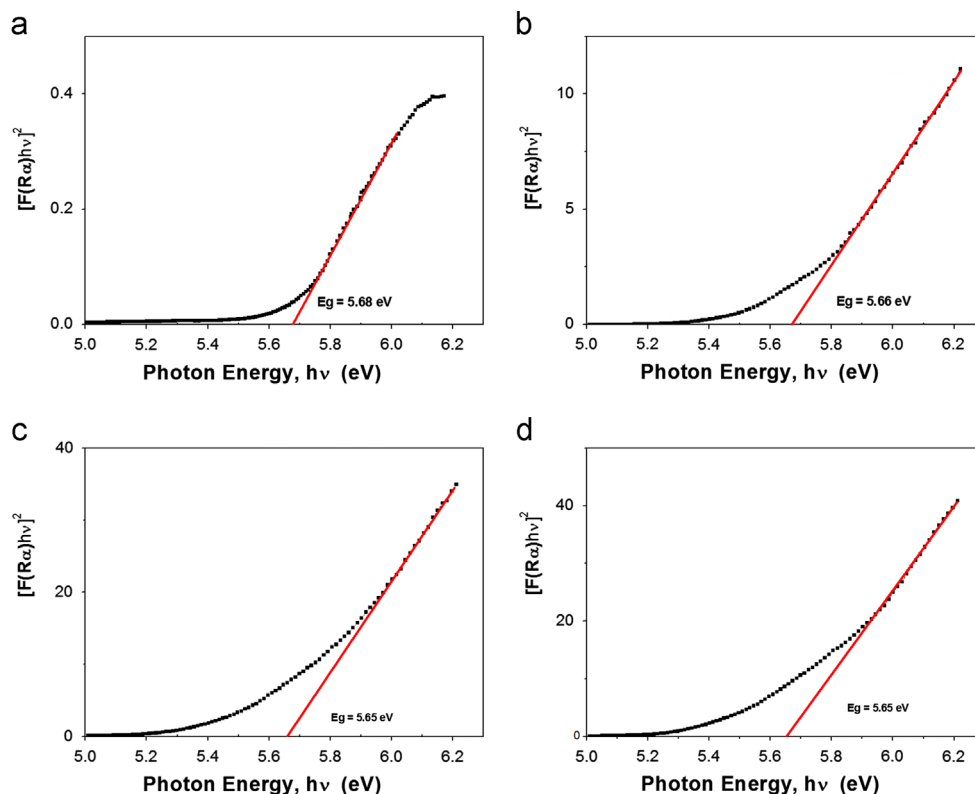 a
[F(Rα)hν]²
0.4
0.2
0.0
Eg = 5.68 eV
5.0 5.2 5.4 5.6 5.8 6.0 6.2
Photon Energy, hν (eV)
b
[F(Rα)hν]²
10
5
0
Eg = 5.66 eV
5.0 5.2 5.4 5.6 5.8 6.0 6.2
Photon Energy, hν (eV)
c
[F(Rα)hν]²
40
20
0
Eg = 5.65 eV
5.0 5.2 5.4 5.6 5.8 6.0 6.2
Photon Energy, hν (eV)
d
[F(Rα)hν]²
40
20
0
Eg = 5.65 eV
5.0 5.2 5.4 5.6 5.8 6.0 6.2
Photon Energy, hν (eV)